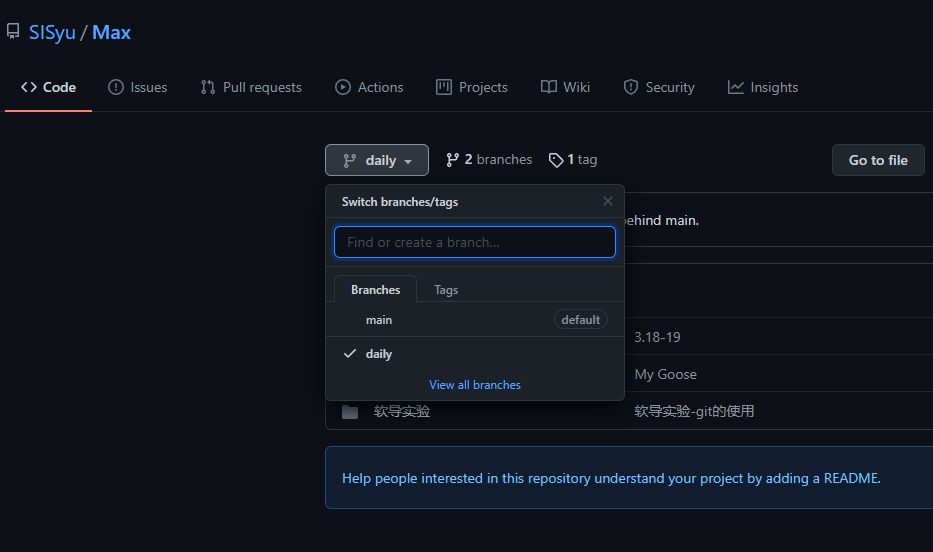 SISyu / Max
Code Issues Pull requests Actions Projects Wiki Security Insights
daily 2 branches 1 tag Go to file
Switch branches/tags
behind main.
Find or create a branch...
Branches Tags
main default
3.18-19
daily
My Goose
View all branches
软导实验 软导实验-git的使用
Help people interested in this repository understand your project by adding a README.